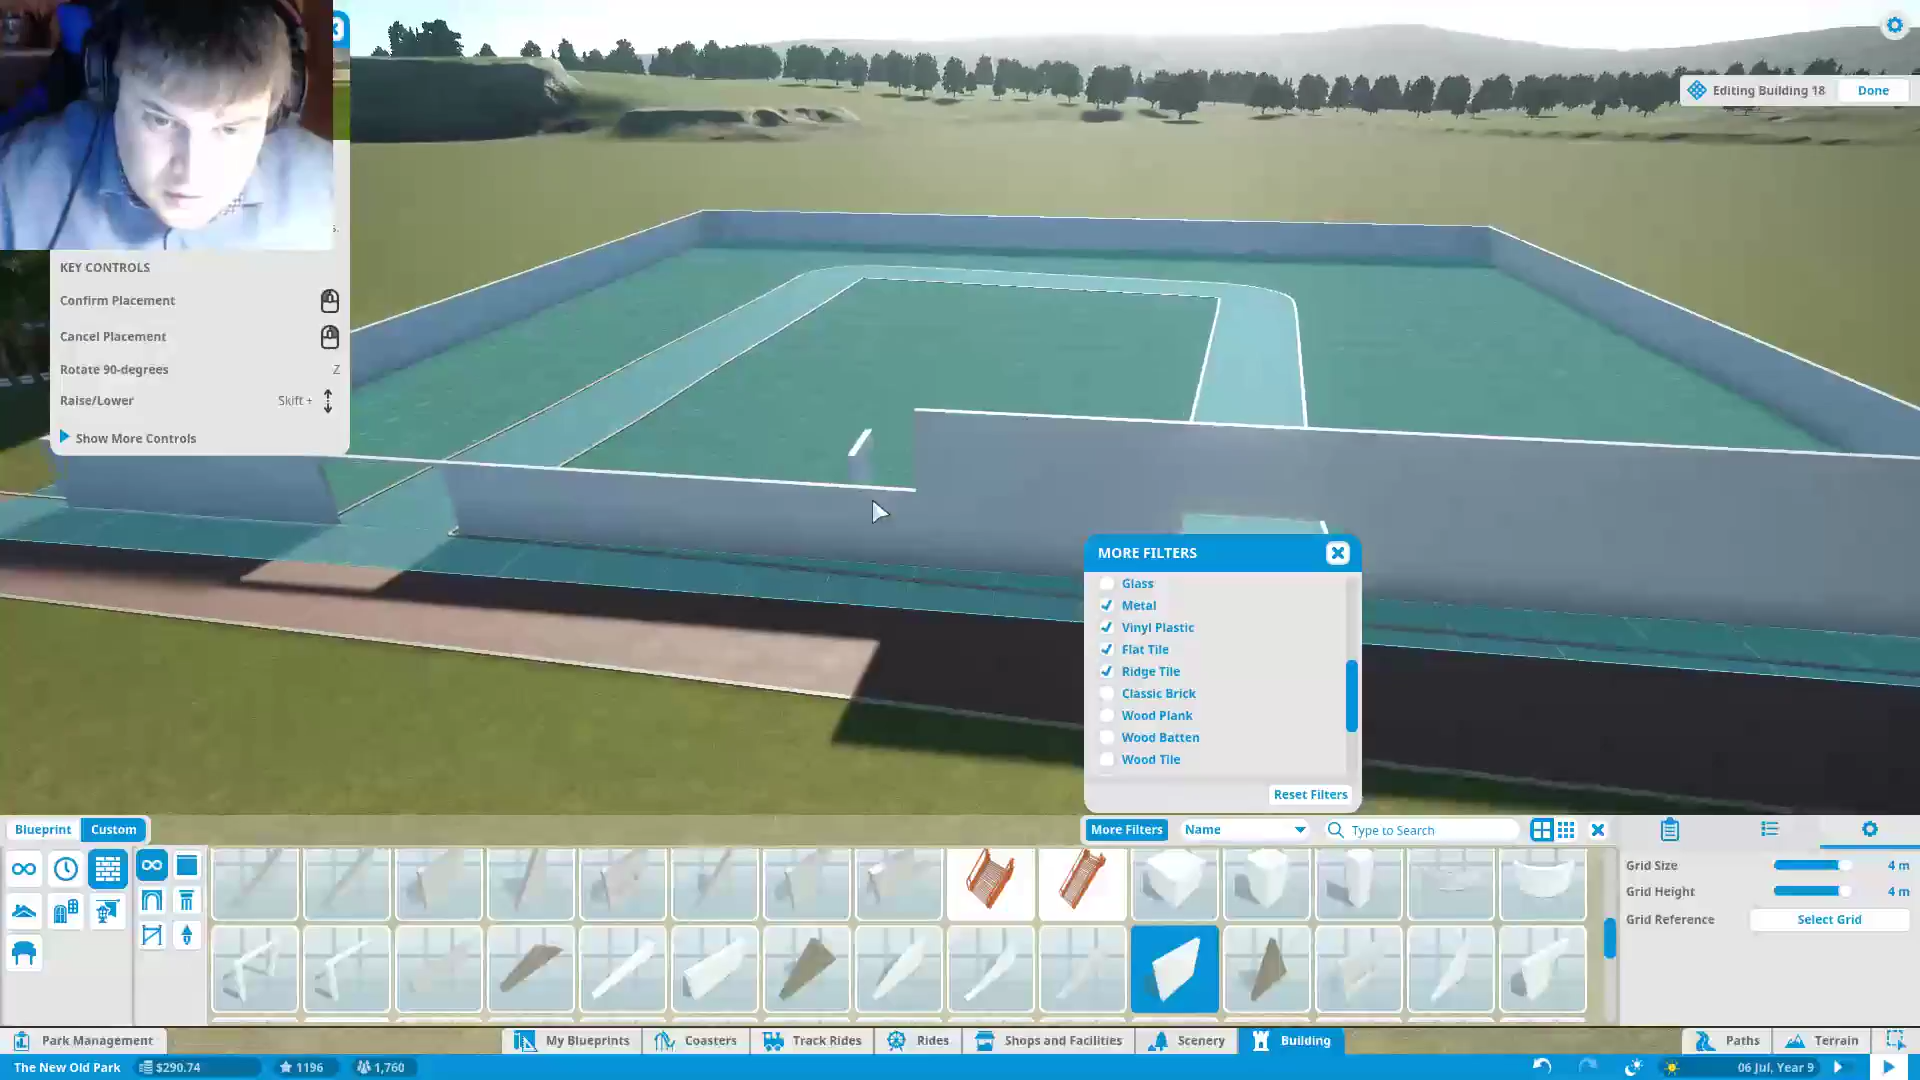 Editing Building 18
Done
s.
KEY CONTROLS
Confirm Placement
Cancel Placement
Rotate 90-degrees Z
Raise/Lower Skift +
Show More Controls
MORE FILTERS
Glass
Metal
Vinyl Plastic
Flat Tile
Ridge Tile
Classic Brick
Wood Plank
Wood Batten
Wood Tile
Reset Filters
Blueprint
Custom
More Filters
Name
Type to Search
Grid Size 4 m
Grid Height 4 m
Grid Reference Select Grid
Park Management
My Blueprints
Coasters
Track Rides
Rides
Shops and Facilities
Scenery
Building
Paths
Terrain
The New Old Park
$290.74
1196
1,760
06 Jul, Year 9